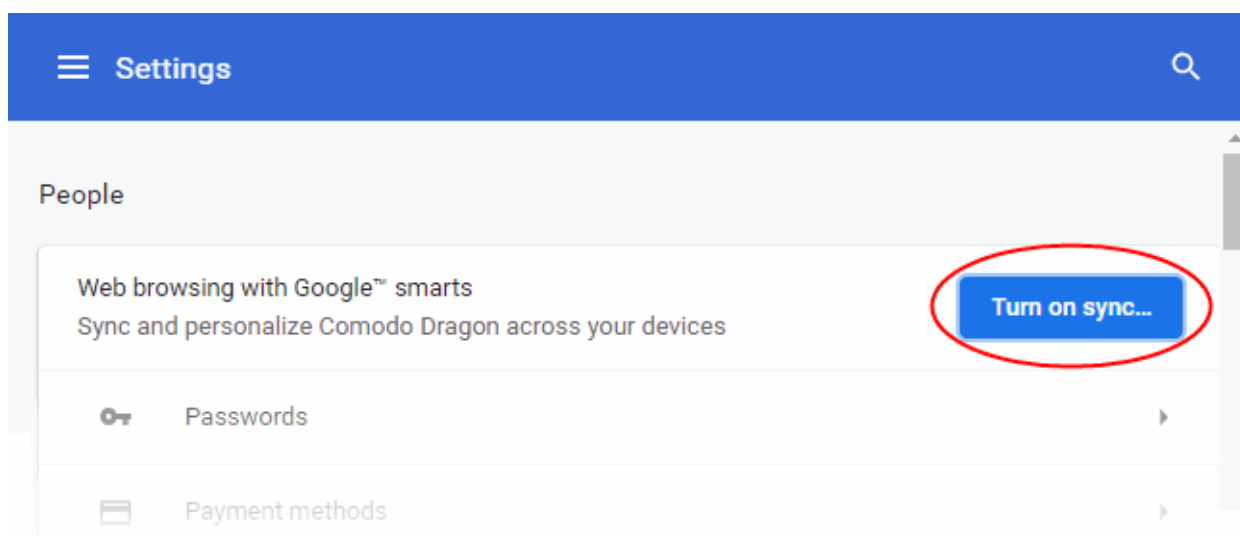 Settings
People
Web browsing with Google™ smarts
Sync and personalize Comodo Dragon across your devices
Turn on sync...
Passwords
Payment methods